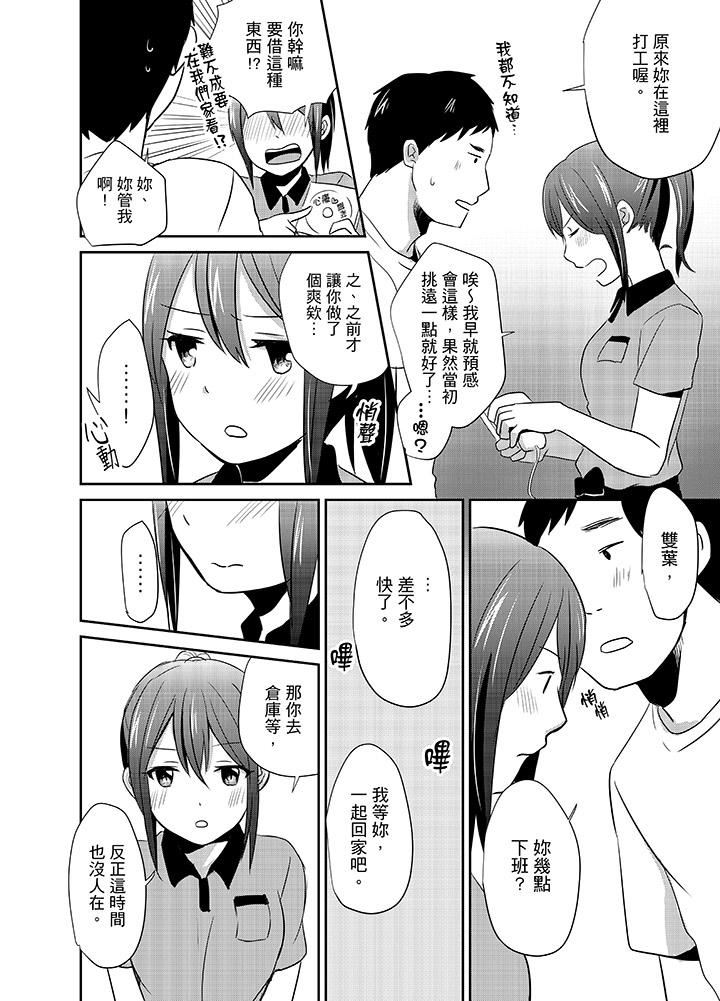 原來妳在這裡
打工喔。
我都不知道…
唉～我早就預感
會這樣，果然當初
挑遠一點就好了……
…嗯？
你幹嘛
要借這種
東西!?
難不成要
在我們家看!?
妳、
妳管我
啊！
之、之前才
讓你做了
個爽欸…
悄聲
……！
心動
雙葉，
悄悄
妳幾點
下班？
…
差不多
快了。
嗶
嗶
我等妳，
一起回家吧。
……
那你去
倉庫等，
反正這時間
也沒人在。